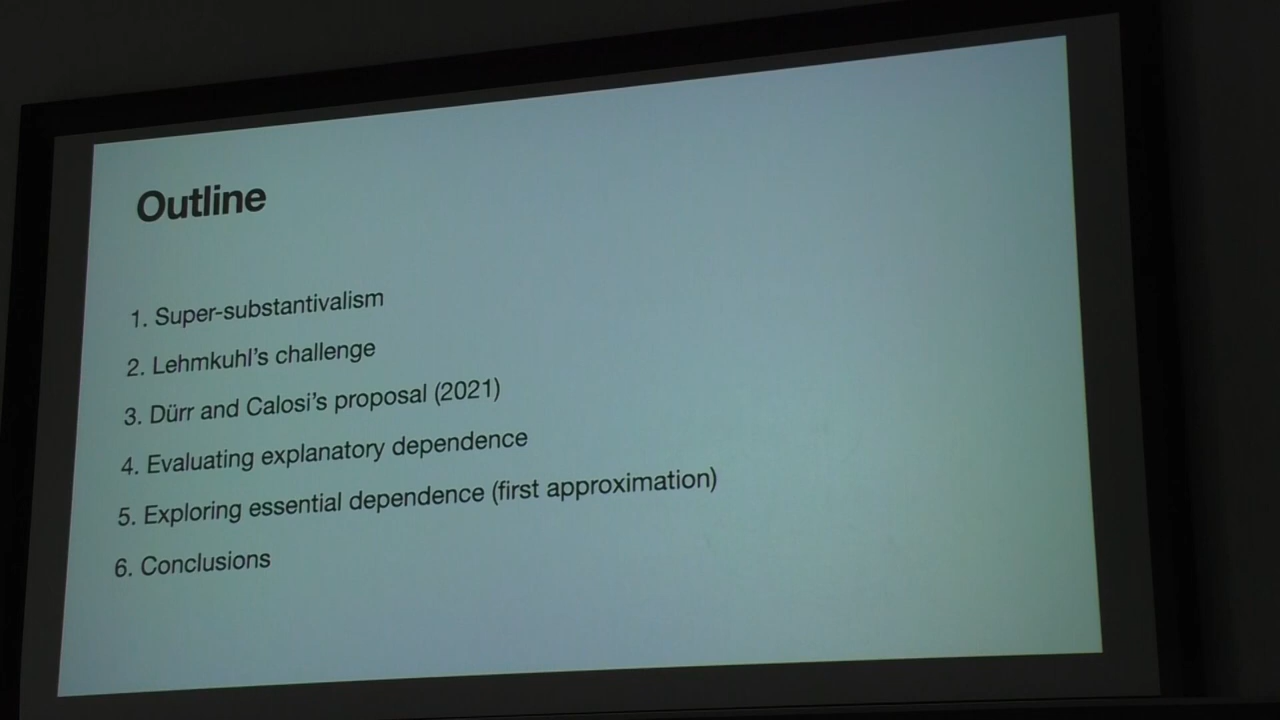 Outline
1. Super-substantivalism
2. Lehmkuhl's challenge
3. Dürr and Calosi's proposal (2021)
4. Evaluating explanatory dependence
5. Exploring essential dependence (first approximation)
6. Conclusions